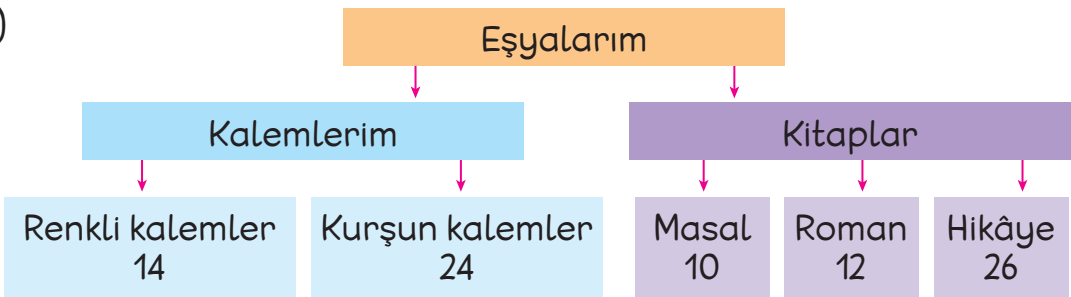 )
Eşyalarım
Kalemlerim
Kitaplar
Renkli kalemler
14
Kurşun kalemler
24
Masal
10
Roman
12
Hikâye
26